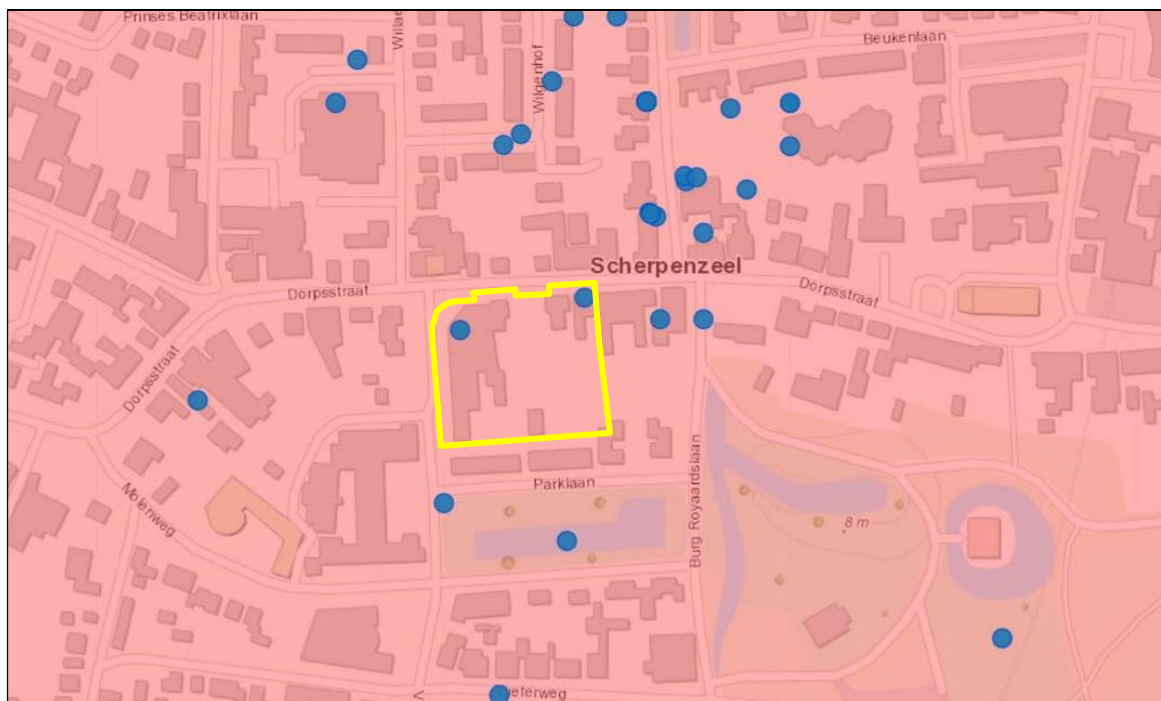 Prinses Beatrixlaan
Wilgenhof
Beukenlaan
Scherpenzeel
Dorpsstraat
Dorpsstraat
Dorpsstraat
Molenweg
Parklaan
Burg Royaardslaan
8 m